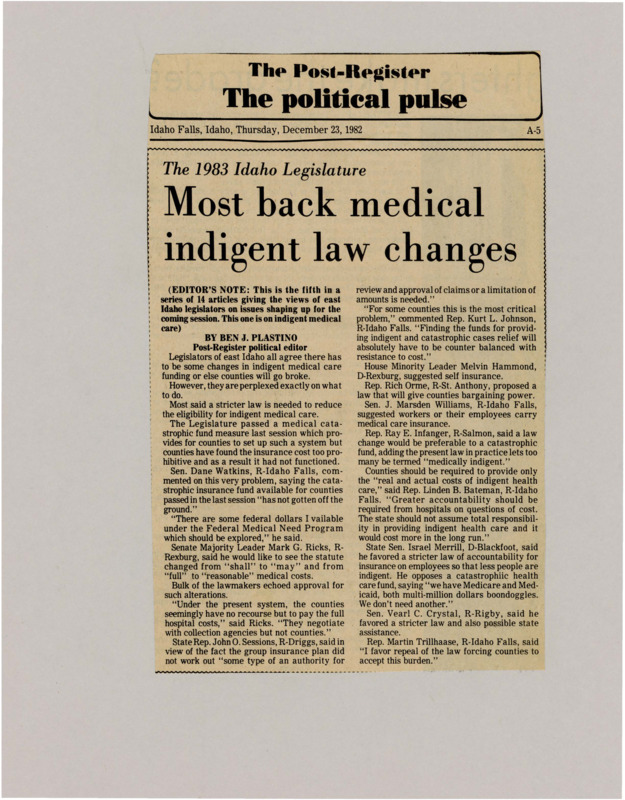 The Post-Register
The political pulse
Idaho Falls, Idaho, Thursday, December 23, 1982 A-5
The 1983 Idaho Legislature
Most back medical
indigent law changes
(EDITOR'S NOTE: This is the fifth in a
series of 14 articles giving the views of east
Idaho legislators on issues shaping up for the
coming session. This one is on indigent medical
care)
BY BEN J. PLASTINO
Post-Register political editor
Legislators of east Idaho all agree there has
to be some changes in indigent medical care
funding or else counties will go broke.
However, they are perplexed exactly on what
to do.
Most said a stricter law is needed to reduce
the eligibility for indigent medical care.
The Legislature passed a medical cata-
strophic fund measure last session which pro-
vides for counties to set up such a system but
counties have found the insurance cost too pro-
hibitive and as a result it had not functioned.
Sen. Dane Watkins, R-Idaho Falls, com-
mented on this very problem, saying the cata-
strophic insurance fund available for counties
passed in the last session "has not gotten off the
ground."
"There are some federal dollars I vailable
under the Federal Medical Need Program
which should be explored," he said.
Senate Majority Leader Mark G. Ricks, R-
Rexburg, said he would like to see the statute
changed from "shall" to "may" and from
"full" to "reasonable" medical costs.
Bulk of the lawmakers echoed approval for
such alterations.
"Under the present system, the counties
seemingly have no recourse but to pay the full
hospital costs," said Ricks. "They negotiate
with collection agencies but not counties."
State Rep. John O. Sessions, R-Driggs, said in
view of the fact the group insurance plan did
not work out "some type of an authority for
review and approval of claims or a limitation of
amounts is needed."
"For some counties this is the most critical
problem," commented Rep. Kurt L. Johnson,
R-Idaho Falls. "Finding the funds for provid-
ing indigent and catastrophic cases relief will
absolutely have to be counter balanced with
resistance to cost."
House Minority Leader Melvin Hammond,
D-Rexburg, suggested self insurance.
Rep. Rich Orme, R-St. Anthony, proposed a
law that will give counties bargaining power.
Sen. J. Marsden Williams, R-Idaho Falls,
suggested workers or their employees carry
medical care insurance.
Rep. Ray E. Infanger, R-Salmon, said a law
change would be preferable to a catastrophic
fund, adding the present law in practice lets too
many be termed "medically indigent."
Counties should be required to provide only
the "real and actual costs of indigent health
care," said Rep. Linden B. Bateman, R-Idaho
Falls. "Greater accountability should be
required from hospitals on questions of cost.
The state should not assume total responsibil-
ity in providing indigent health care and it
would cost more in the long run."
State Sen. Israel Merrill, D-Blackfoot, said
he favored a stricter law of accountability for
insurance on employees so that less people are
indigent. He opposes a catastrophiic health
care fund, saying "we have Medicare and Med-
icaid, both multi-million dollars boondoggles.
We don't need another."
Sen. Vearl C. Crystal, R-Rigby, said he
favored a stricter law and also possible state
assistance.
Rep. Martin Trillhaase, R-Idaho Falls, said
"I favor repeal of the law forcing counties to
accept this burden."